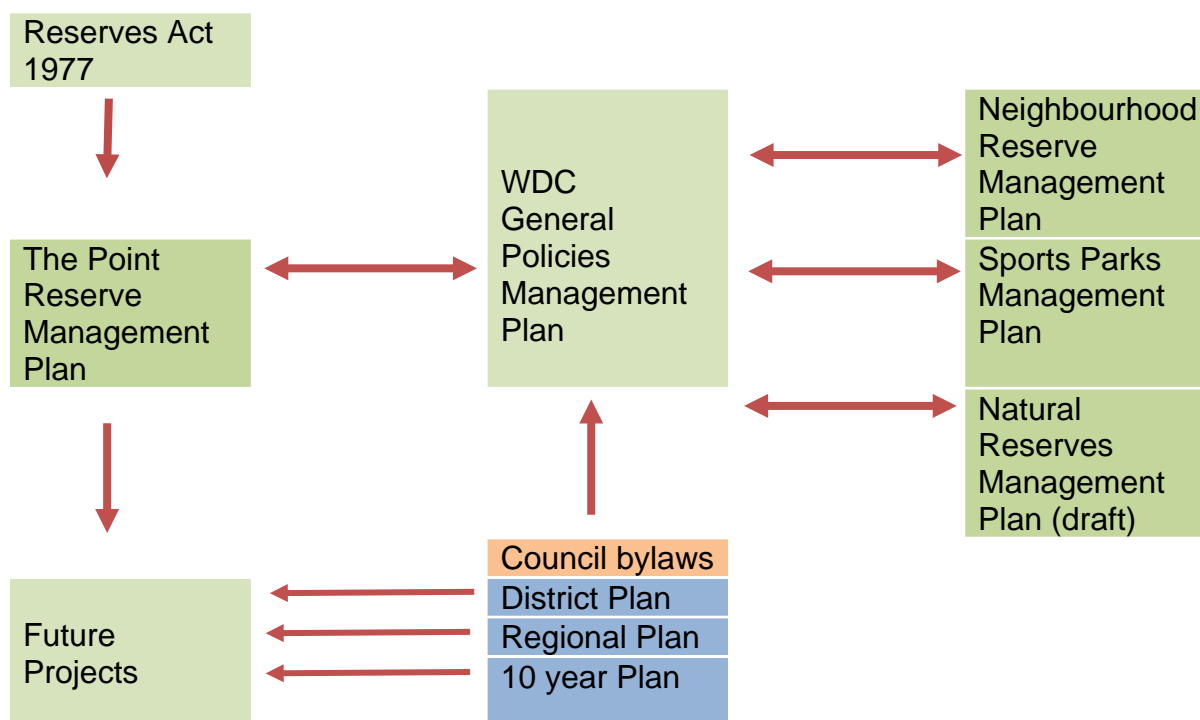 Reserves Act
1977
The Point
Reserve
Management
Plan
Future
Projects
WDC
General
Policies
Management
Plan
Council bylaws
District Plan
Regional Plan
10 year Plan
Neighbourhood
Reserve
Management
Plan
Sports Parks
Management
Plan
Natural
Reserves
Management
Plan (draft)